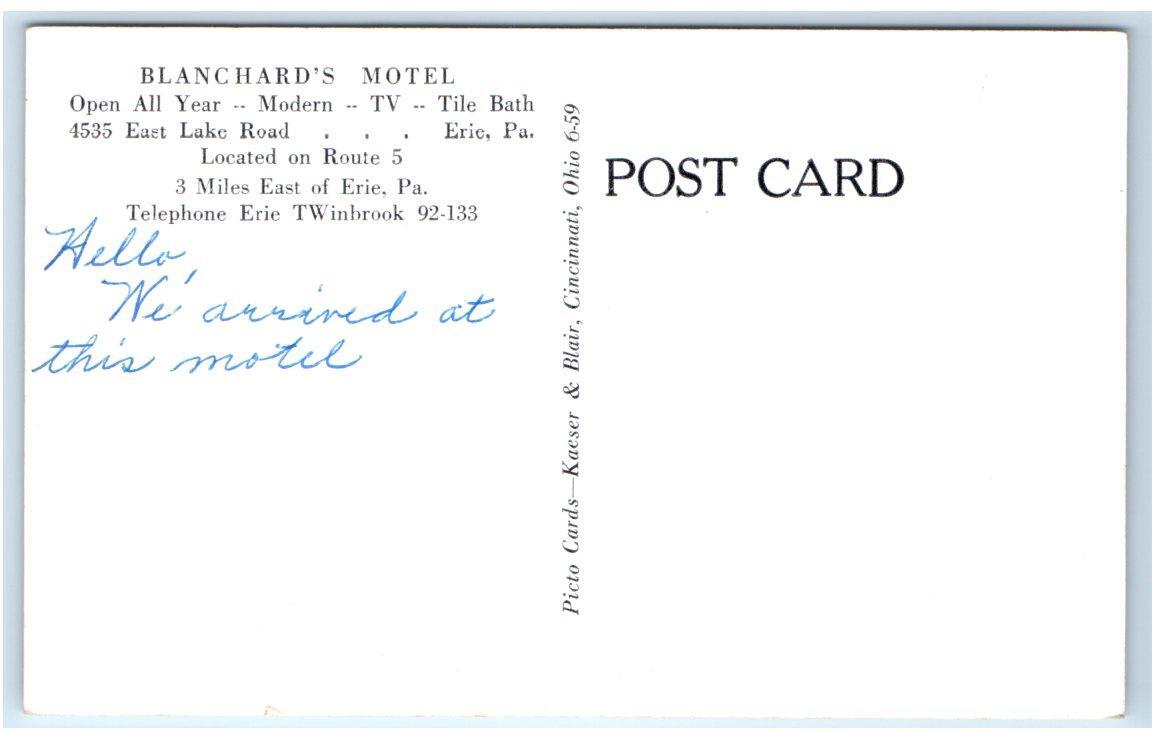 BLANCHARD'S MOTEL
Open All Year -- Modern -- TV -- Tile Bath
4535 East Lake Road . . . Erie, Pa.
Located on Route 5
3 Miles East of Erie, Pa.
Telephone Erie TWinbrook 92-133
Hello,
We arrived at
this motel
Picto Cards—Kaeser & Blair, Cincinnati, Ohio 6-59
POST CARD